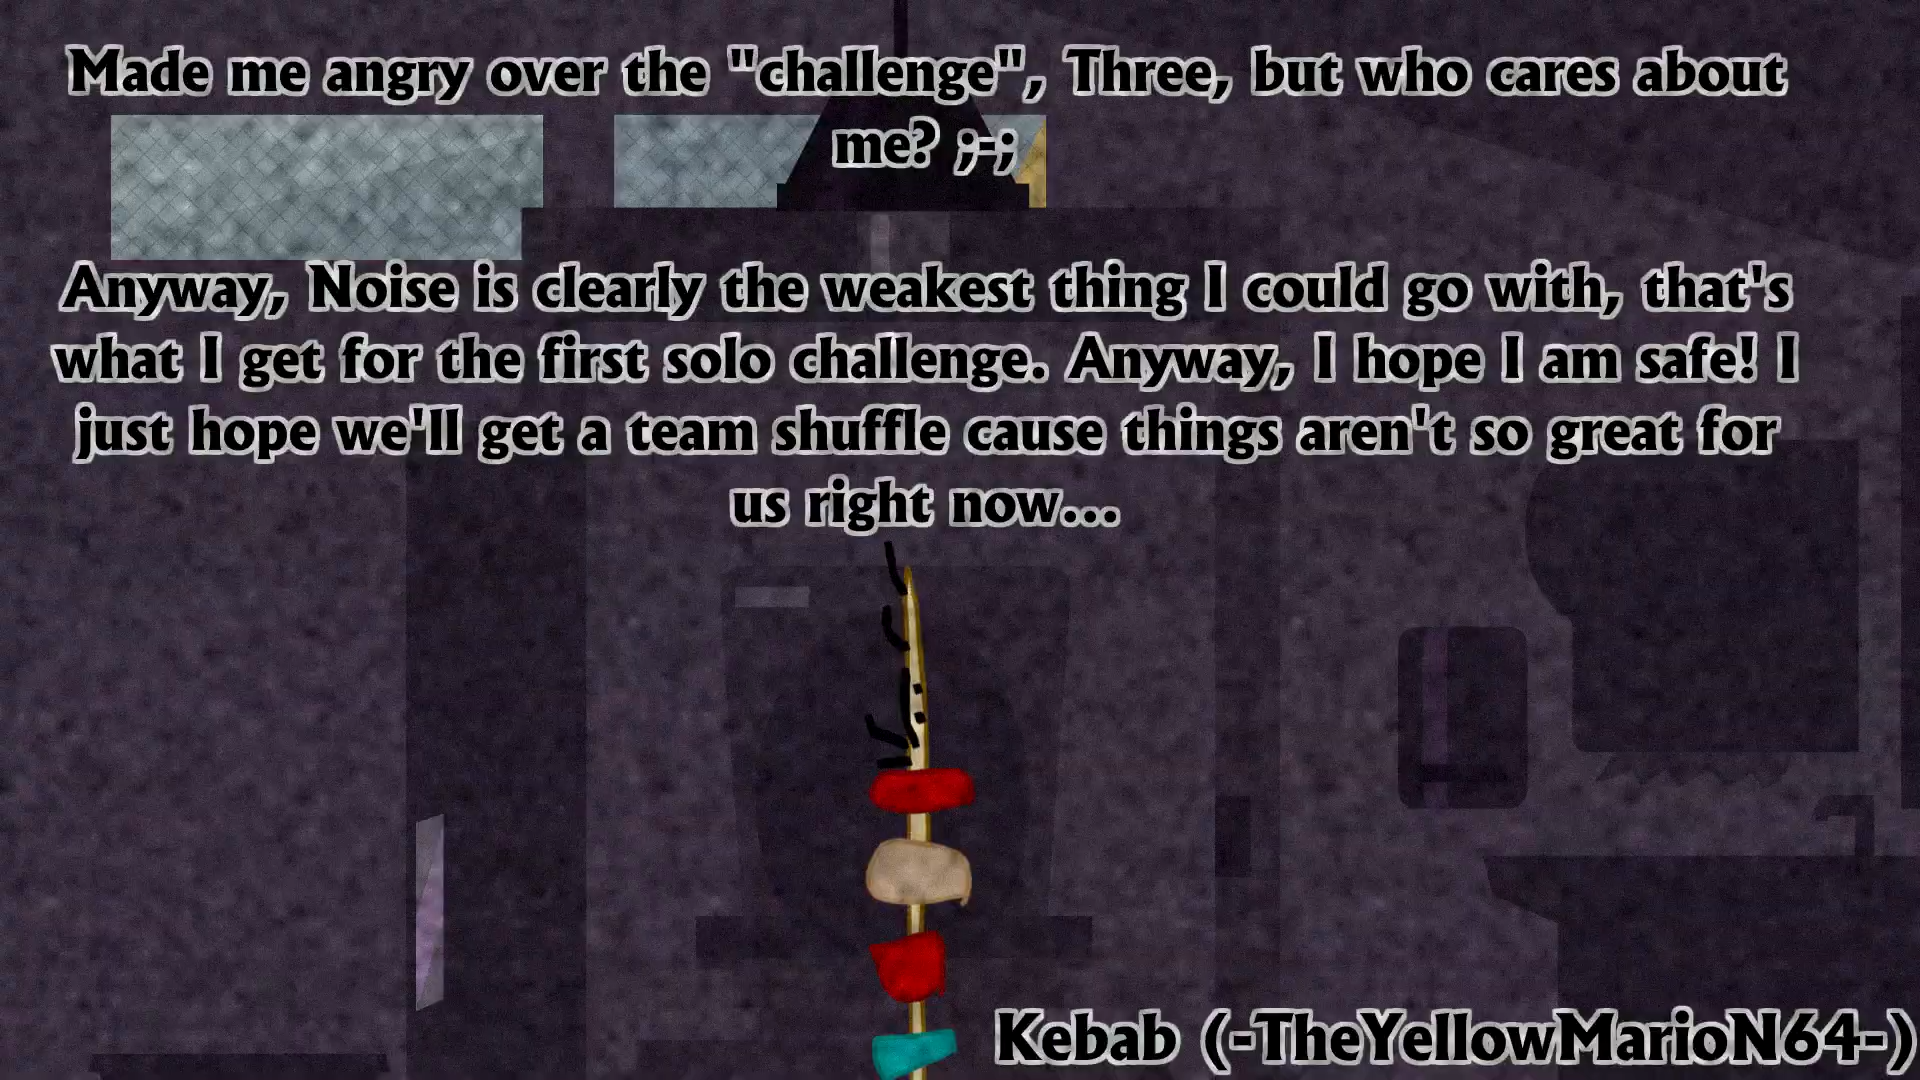 Made me angry over the "challenge", Three, but who cares about
me? ;-;
Anyway, Noise is clearly the weakest thing I could go with, that's
what I get for the first solo challenge. Anyway, I hope I am safe! I
just hope we'll get a team shuffle cause things aren't so great for
us right now...
Kebab (-TheYellowMarioN64-)